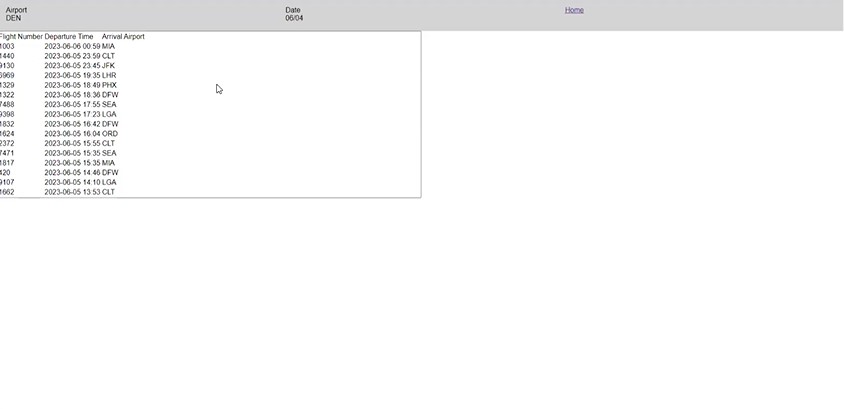 Airport Date Home
DEN 06/04
Flight Number Departure Time Arrival Airport
1003 2023-06-06 00:59 MIA
1440 2023-06-05 23:59 CLT
9130 2023-06-05 23:45 JFK
6969 2023-06-05 19:35 LHR
1329 2023-06-05 18:49 PHX
1322 2023-06-05 18:36 DFW
7488 2023-06-05 17:55 SEA
9398 2023-06-05 17:23 LGA
1832 2023-06-05 16:42 DFW
1624 2023-06-05 16:04 ORD
2372 2023-06-05 15:55 CLT
7471 2023-06-05 15:35 SEA
1817 2023-06-05 15:35 MIA
420 2023-06-05 14:46 DFW
9107 2023-06-05 14:10 LGA
1662 2023-06-05 13:53 CLT